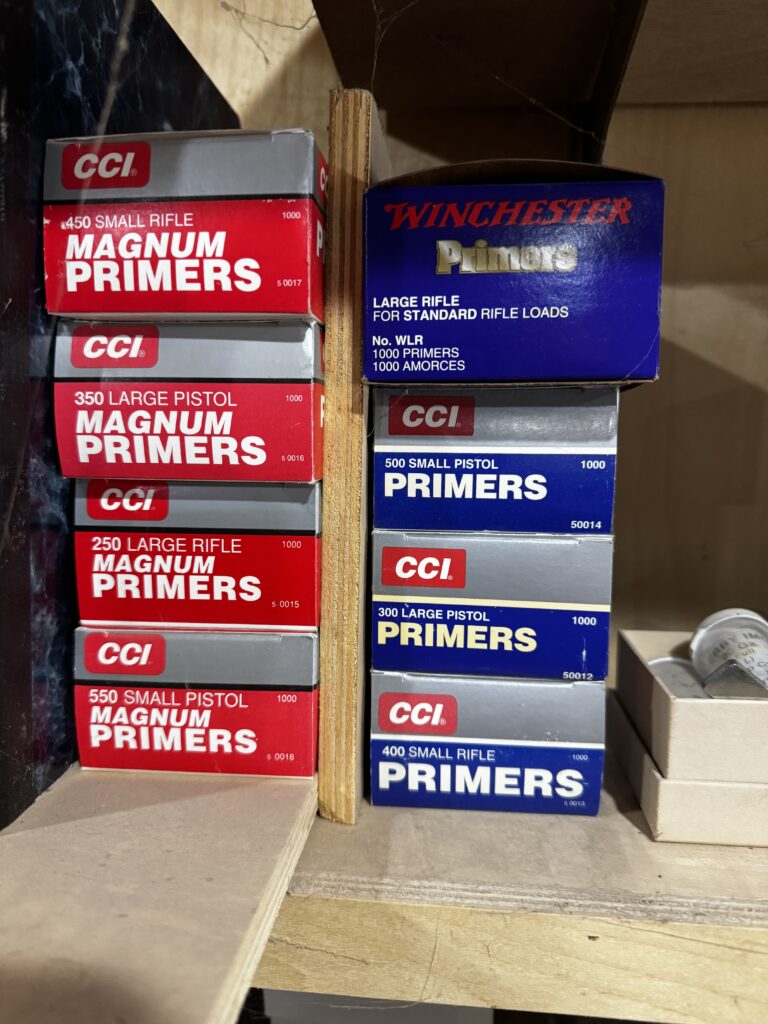 CCI
450 SMALL RIFLE
1000
MAGNUM
PRIMERS
5 0017
CCI
350 LARGE PISTOL
1000
MAGNUM
PRIMERS
5 0016
CCI
250 LARGE RIFLE
1000
MAGNUM
PRIMERS
5 0015
CCI
550 SMALL PISTOL
1000
MAGNUM
PRIMERS
5 0018
WINCHESTER
Primers
LARGE RIFLE
FOR STANDARD RIFLE LOADS
No. WLR
1000 PRIMERS
1000 AMORCES
CCI
500 SMALL PISTOL
1000
PRIMERS
50014
CCI
300 LARGE PISTOL
1000
PRIMERS
50012
CCI
400 SMALL RIFLE
1000
PRIMERS
5 0013